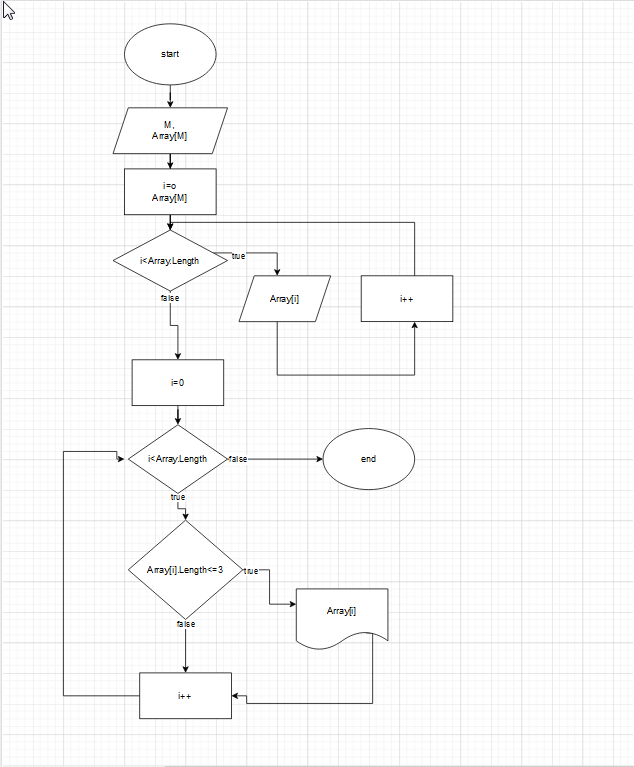 start
M,
Array[M]
i=o
Array[M]
i<Array.Length
true
false
Array[i]
i++
i=0
i<Array.Length
false
end
true
Array[i].Length<=3
true
Array[i]
false
i++